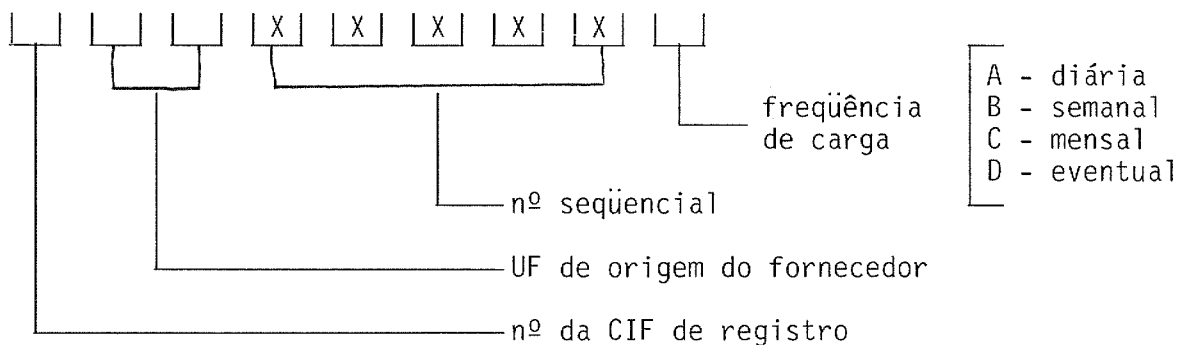 X X X X X
freqüência
de carga
A - diária
B - semanal
C - mensal
D - eventual
nº seqüencial
UF de origem do fornecedor
nº da CIF de registro